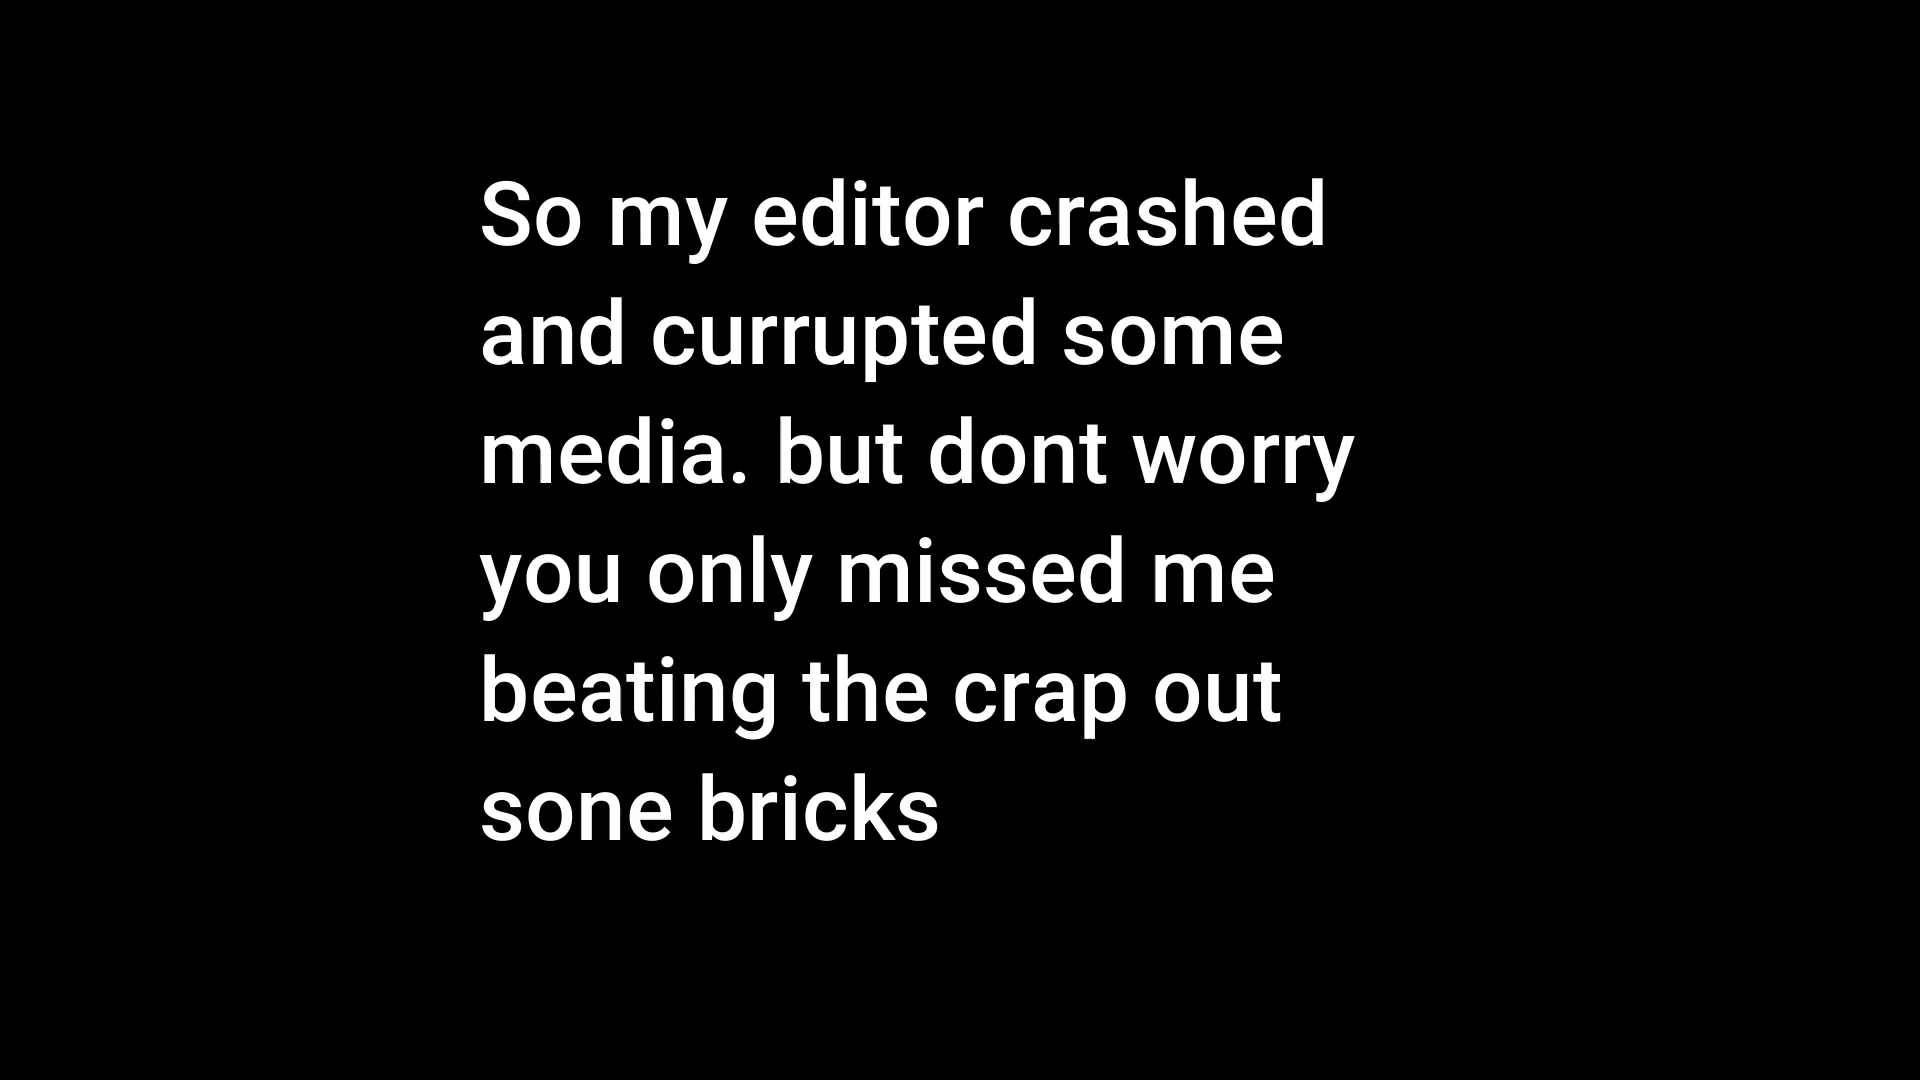 So my editor crashed
and currupted some
media. but dont worry
you only missed me
beating the crap out
sone bricks